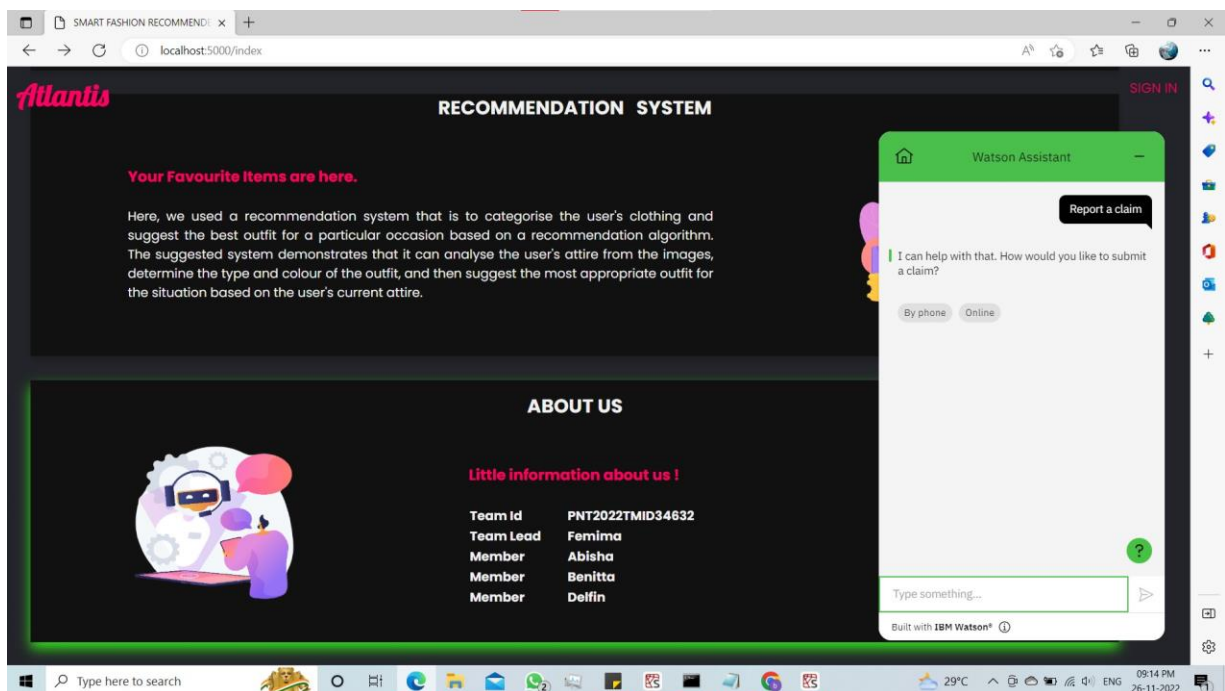 SMART FASHION RECOMMENDE
localhost:5000/index
Atlantis
SIGN IN
RECOMMENDATION SYSTEM
Your Favourite Items are here.
Here, we used a recommendation system that is to categorise the user's clothing and
suggest the best outfit for a particular occasion based on a recommendation algorithm.
The suggested system demonstrates that it can analyse the user's attire from the images,
determine the type and colour of the outfit, and then suggest the most appropriate outfit for
the situation based on the user's current attire.
ABOUT US
Little information about us !
Team Id PNT2022TMID34632
Team Lead Femima
Member Abisha
Member Benitta
Member Delfin
Watson Assistant
Report a claim
I can help with that. How would you like to submit
a claim?
By phone Online
?
Type something...
Built with IBM Watson®
Type here to search
29°C
ENG
09:14 PM
26-11-2022